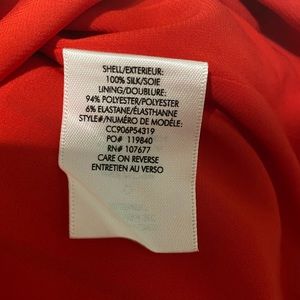 SHELL/EXTERIEUR:
100% SILK/SOIE
LINING/DOUBLURE:
94% POLYESTER/POLYESTER
6% ELASTANE/ÉLASTHANNE
STYLE#/NUMÉRO DE MODÈLE:
CC906P54319
PO# 119840
RN# 107677
CARE ON REVERSE
ENTRETIEN AU VERSO